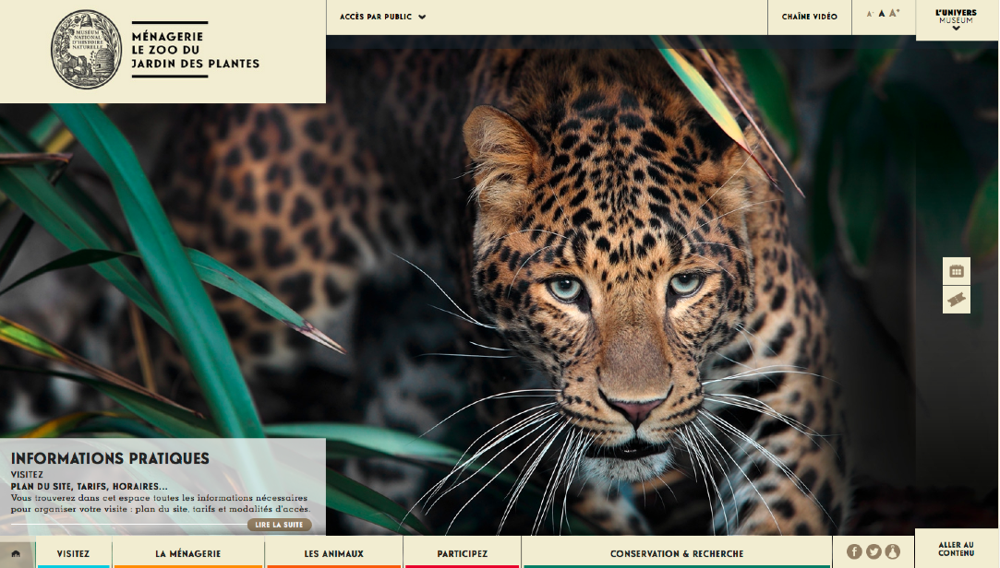 ACCÈS PAR PUBLIC
CHAÎNE VIDÉO
A- A A+
L'UNIVERS
MUSEUM
MUSÉUM
NATIONAL
D'HISTOIRE
NATURELLE
MÉNAGERIE
LE ZOO DU
JARDIN DES PLANTES
INFORMATIONS PRATIQUES
VISITEZ
PLAN DU SITE, TARIFS, HORAIRES...
Vous trouverez dans cet espace toutes les informations nécessaires
pour organiser votre visite : plan du site, tarifs et modalités d'accès.
LIRE LA SUITE
VISITEZ
LA MÉNAGERIE
LES ANIMAUX
PARTICIPEZ
CONSERVATION & RECHERCHE
ALLER AU
CONTENU